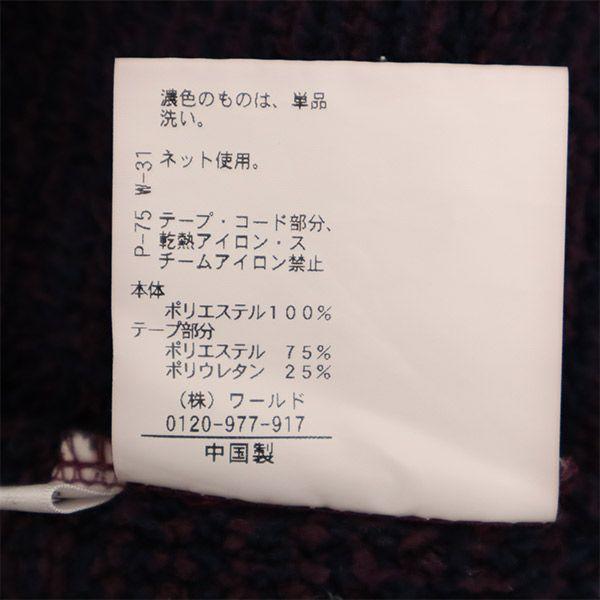 濃色のものは、単品
洗い。
ネット使用。
P-75 W-31
テープ・コード部分、
乾熱アイロン・ス
チームアイロン禁止
本体
ポリエステル100%
テープ部分
ポリエステル 75%
ポリウレタン 25%
(株) ワールド
0120-977-917
中国製